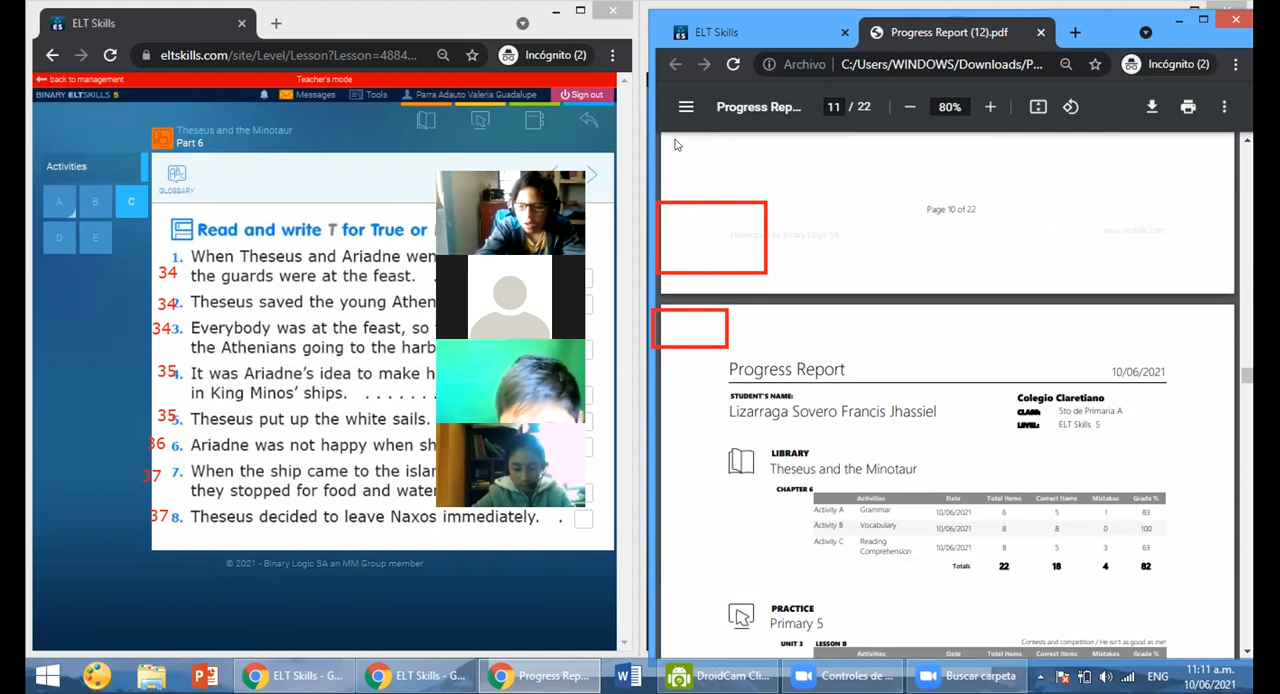 ELT Skills
eltskills.com/site/Level/Lesson?Lesson=4884...
Incógnito (2)
back to management
Teacher's mode
BINARY ELTSKILLS 5
Messages
Tools
Parra Adauto Valeria Guadalupe
Sign out
Theseus and the Minotaur
Part 6
Activities
A
B
C
D
E
GLOSSARY
Read and write T for True or
1. When Theseus and Ariadne wen
34
the guards were at the feast. .
34
2. Theseus saved the young Athen
34
3. Everybody was at the feast, so
the Athenians going to the harb
35
4. It was Ariadne's idea to make h
in King Minos' ships. . . . . . . .
35
5. Theseus put up the white sails.
36
6. Ariadne was not happy when sh
37
7. When the ship came to the islan
they stopped for food and water
37
8. Theseus decided to leave Naxos immediately. .
© 2021 - Binary Logic SA an MM Group member
ELT Skills
Progress Report (12).pdf
Archivo
C:/Users/WINDOWS/Downloads/P...
Incógnito (2)
Progress Rep...
11 / 22
80%
Page 10 of 22
Developed by Binary Logic SA
www.eltskills.com
Progress Report
10/06/2021
STUDENT'S NAME:
Lizarraga Sovero Francis Jhassiel
Colegio Claretiano
CLASS: 5to de Primaria A
LEVEL: ELT Skills 5
LIBRARY
Theseus and the Minotaur
CHAPTER 6
Activities Date Total Items Correct Items Mistakes Grade %
Activity A Grammar 10/06/2021 6 5 1 83
Activity B Vocabulary 10/06/2021 8 8 0 100
Activity C Reading Comprehension 10/06/2021 8 5 3 63
Totals 22 18 4 82
PRACTICE
Primary 5
UNIT 3 LESSON B
Contests and competition / He isn't as good as me!
Activities Date Total Items Correct Items Mistakes Grade %
ELT Skills - G...
ELT Skills - G...
Progress Rep...
DroidCam Cli...
Controles de ...
Buscar carpeta
ENG
11:11 a.m.
10/06/2021